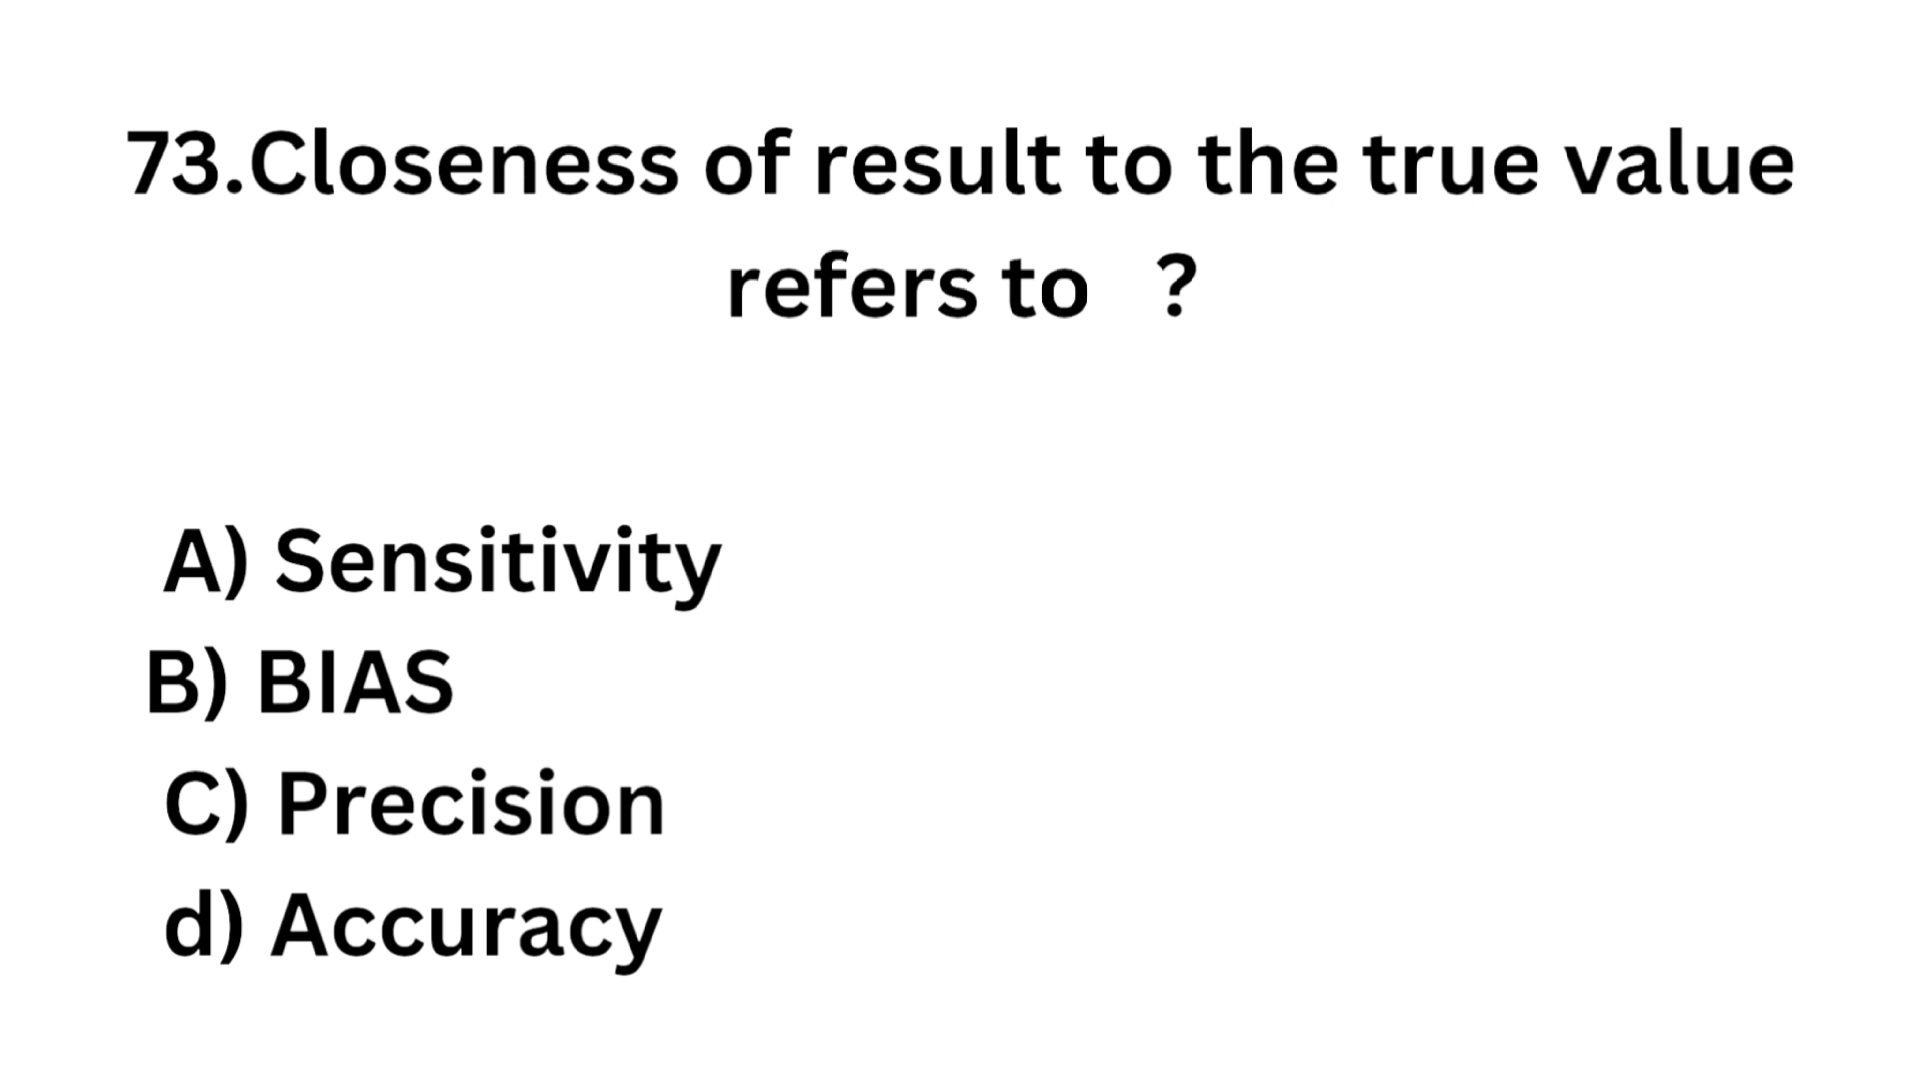 73.Closeness of result to the true value
refers to ?
A) Sensitivity
B) BIAS
C) Precision
d) Accuracy